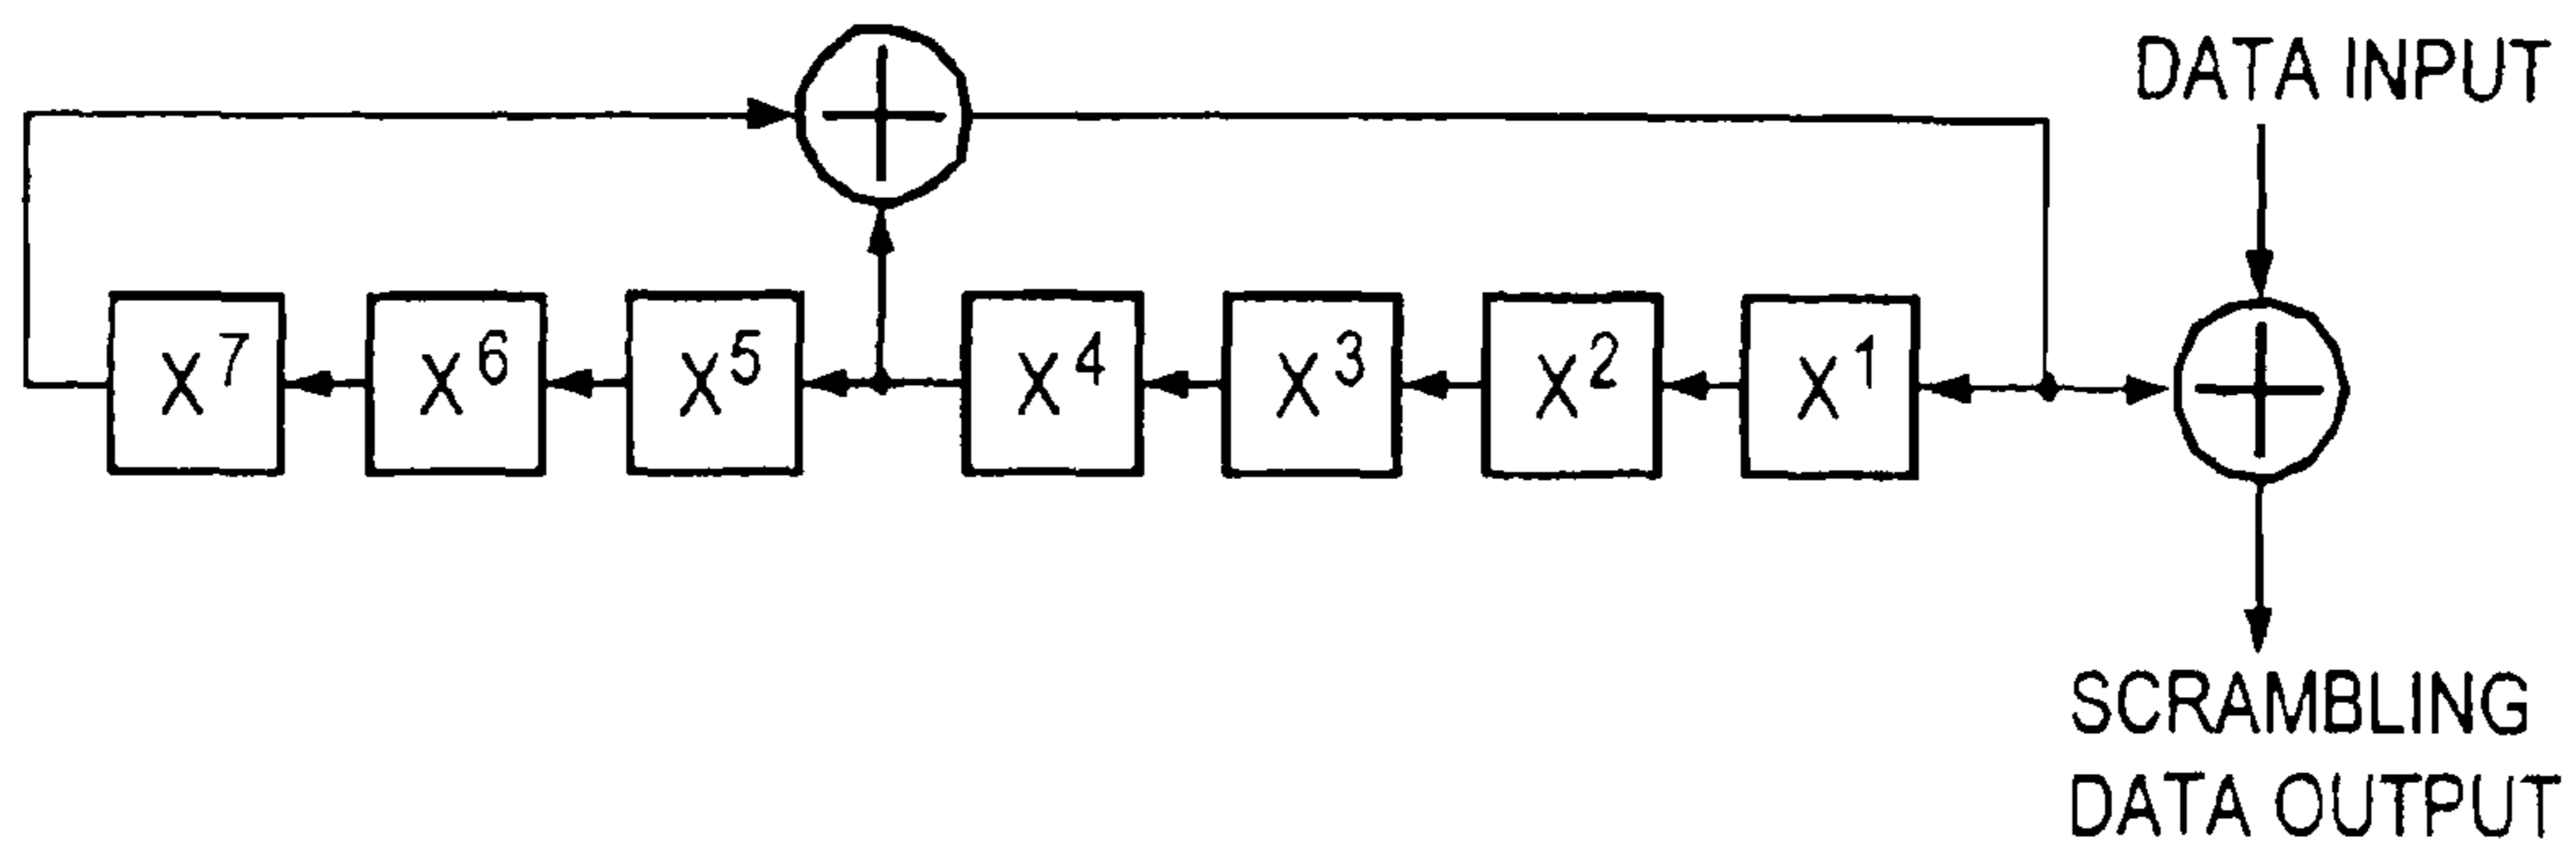 DATA INPUT
X⁷ X⁶ X⁵ X⁴ X³ X² X¹
SCRAMBLING
DATA OUTPUT